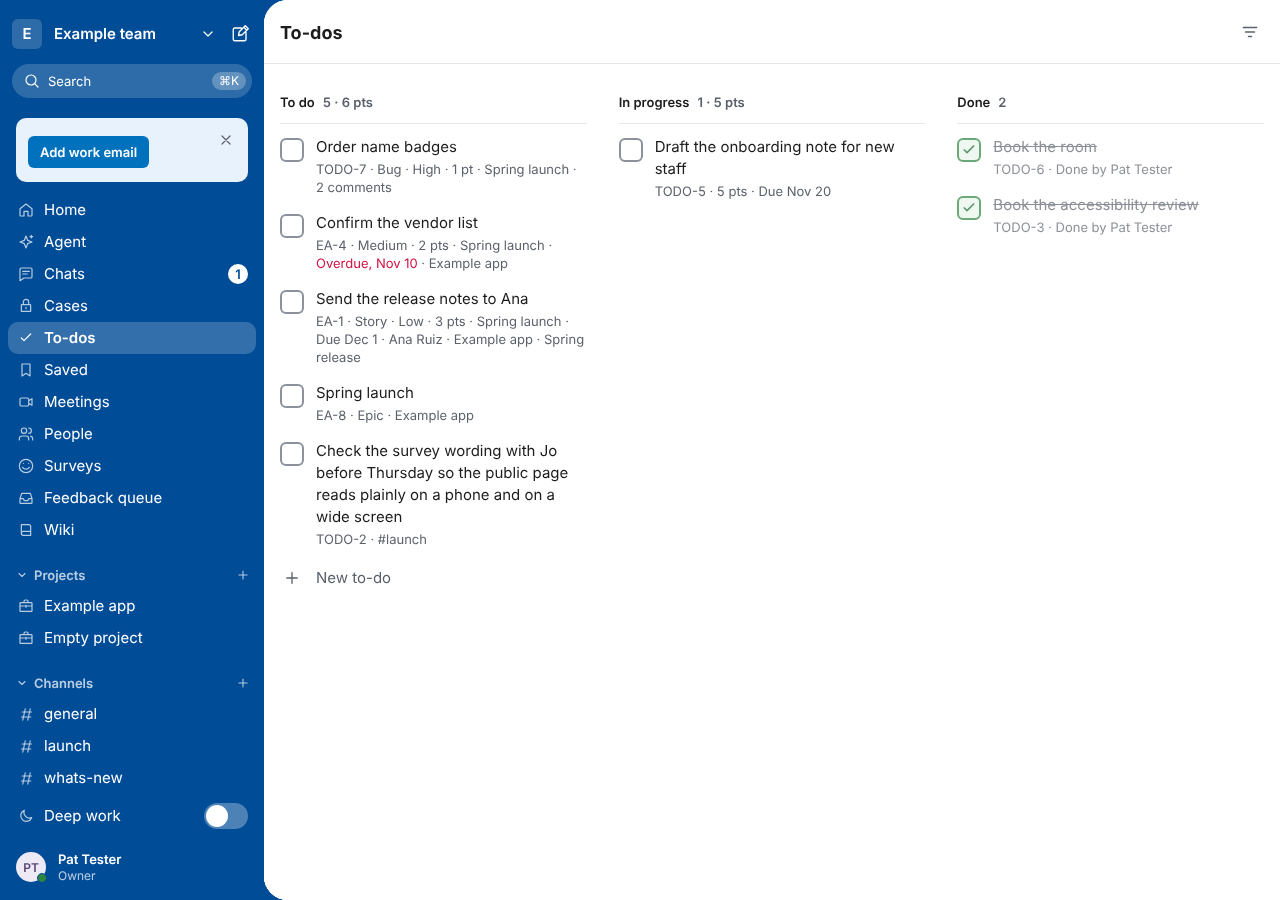 E
Example team
Search
⌘K
Add work email
Home
Agent
Chats
1
Cases
To-dos
Saved
Meetings
People
Surveys
Feedback queue
Wiki
Projects
Example app
Empty project
Channels
# general
# launch
# whats-new
Deep work
PT
Pat Tester
Owner
To-dos
To do 5 · 6 pts
Order name badges
TODO-7 · Bug · High · 1 pt · Spring launch ·
2 comments
Confirm the vendor list
EA-4 · Medium · 2 pts · Spring launch ·
Overdue, Nov 10 · Example app
Send the release notes to Ana
EA-1 · Story · Low · 3 pts · Spring launch ·
Due Dec 1 · Ana Ruiz · Example app · Spring
release
Spring launch
EA-8 · Epic · Example app
Check the survey wording with Jo
before Thursday so the public page
reads plainly on a phone and on a
wide screen
TODO-2 · #launch
New to-do
In progress 1 · 5 pts
Draft the onboarding note for new
staff
TODO-5 · 5 pts · Due Nov 20
Done 2
Book the room
TODO-6 · Done by Pat Tester
Book the accessibility review
TODO-3 · Done by Pat Tester